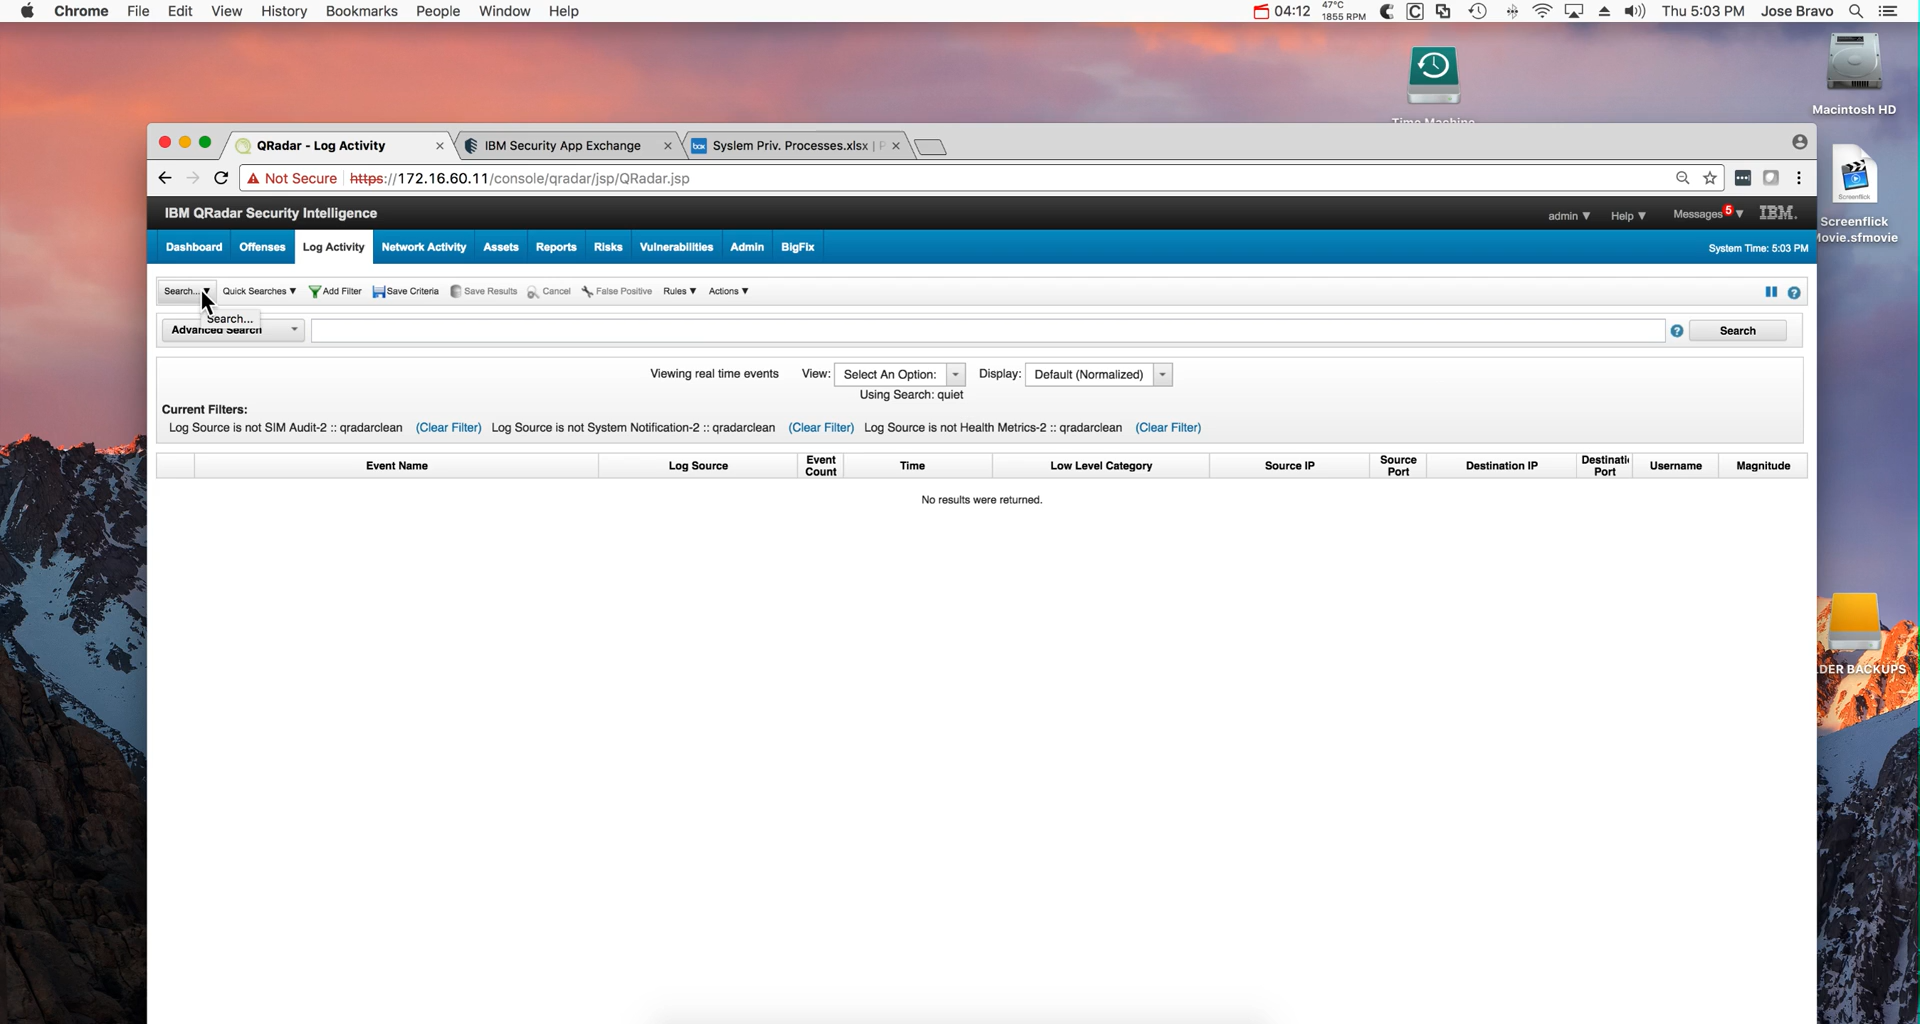 Chrome File Edit View History Bookmarks People Window Help 04:12 47°C 1855 RPM Thu 5:03 PM Jose Bravo
Macintosh HD
QRadar - Log Activity IBM Security App Exchange System Priv. Processes.xlsx | P
Not Secure https://172.16.60.11/console/qradar/jsp/QRadar.jsp
Screenflick
IBM QRadar Security Intelligence admin Help Messages 5 IBM.
Screenflick
Movie.sfmovie
Dashboard Offenses Log Activity Network Activity Assets Reports Risks Vulnerabilities Admin BigFix System Time: 5:03 PM
Search... Quick Searches Add Filter Save Criteria Save Results Cancel False Positive Rules Actions
Search...
Advanced Search Search
Viewing real time events View: Select An Option: Display: Default (Normalized)
Using Search: quiet
Current Filters:
Log Source is not SIM Audit-2 :: qradarclean (Clear Filter) Log Source is not System Notification-2 :: qradarclean (Clear Filter) Log Source is not Health Metrics-2 :: qradarclean (Clear Filter)
Event Name Log Source Event Count Time Low Level Category Source IP Source Port Destination IP Destinati Port Username Magnitude
No results were returned.
DER BACKUPS